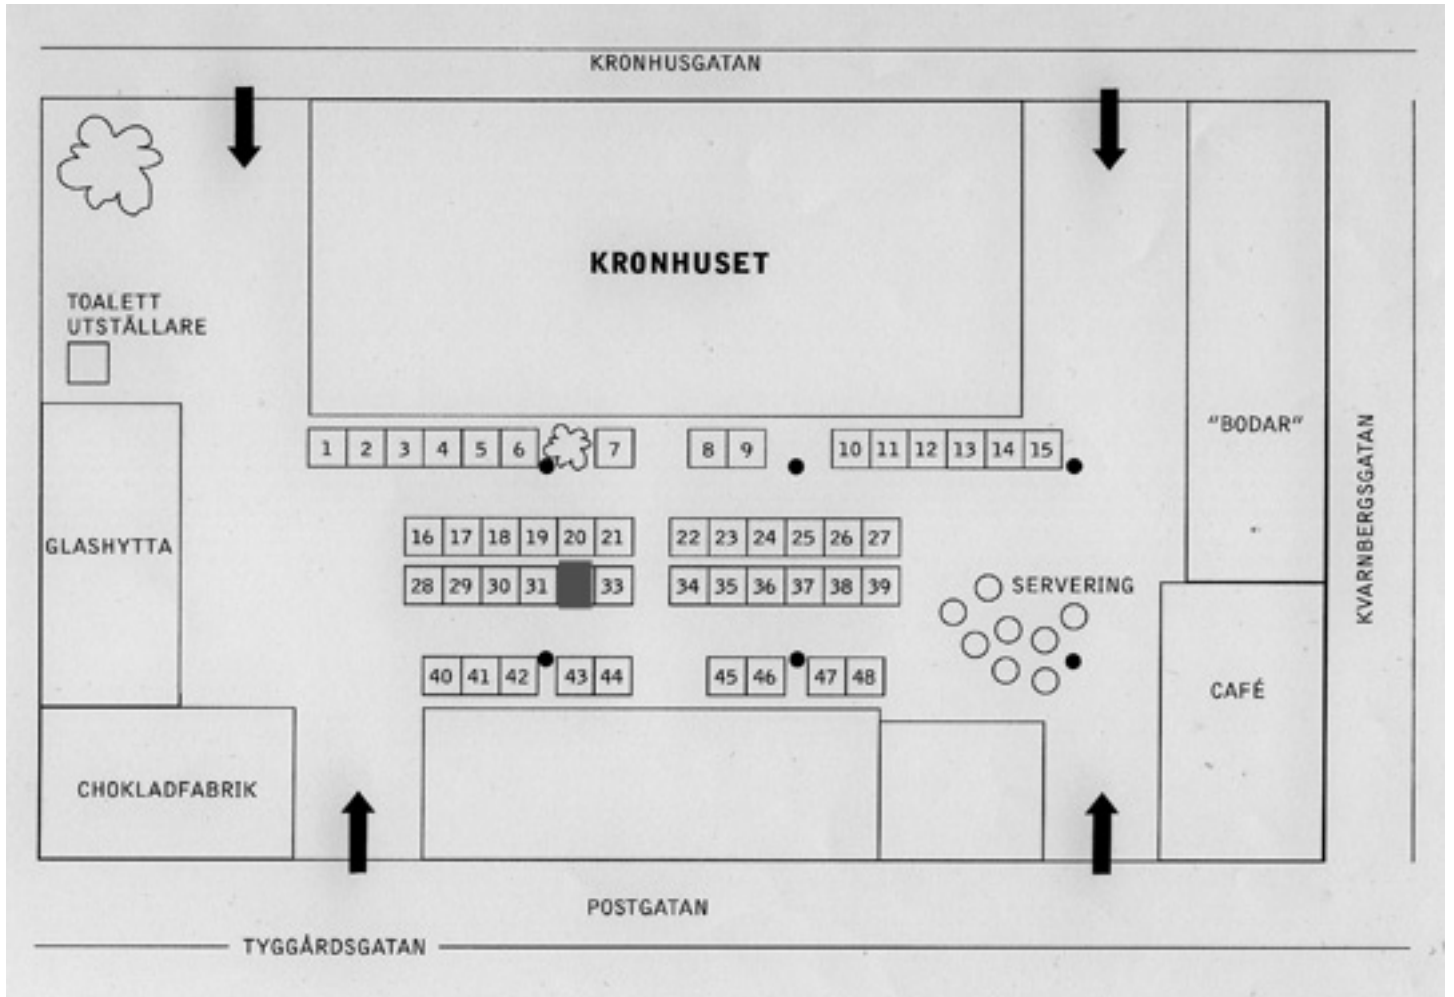 KRONHUSGATAN
KRONHUSET
TOALETT
UTSTÄLLARE
"BODAR"
KVARNBERGSGATAN
1 2 3 4 5 6 7 8 9 10 11 12 13 14 15
GLASHYTTA
16 17 18 19 20 21 22 23 24 25 26 27
28 29 30 31 33 34 35 36 37 38 39
SERVERING
40 41 42 43 44 45 46 47 48
CAFÉ
CHOKLADFABRIK
POSTGATAN
TYGGÅRDSGATAN